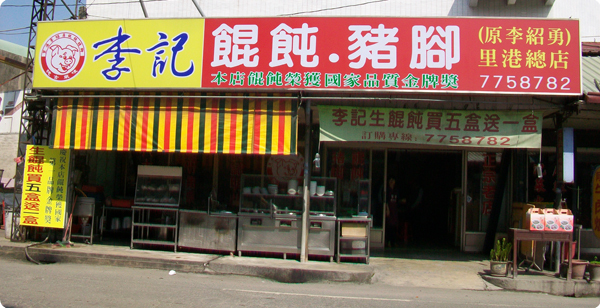 李記
餛飩.豬腳
本店餛飩榮獲國家品質金牌獎
(原李紹勇)
里港總店
7758782
李記生餛飩買五盒送一盒
訂購專線:7758782
生餛飩買五盒送一盒